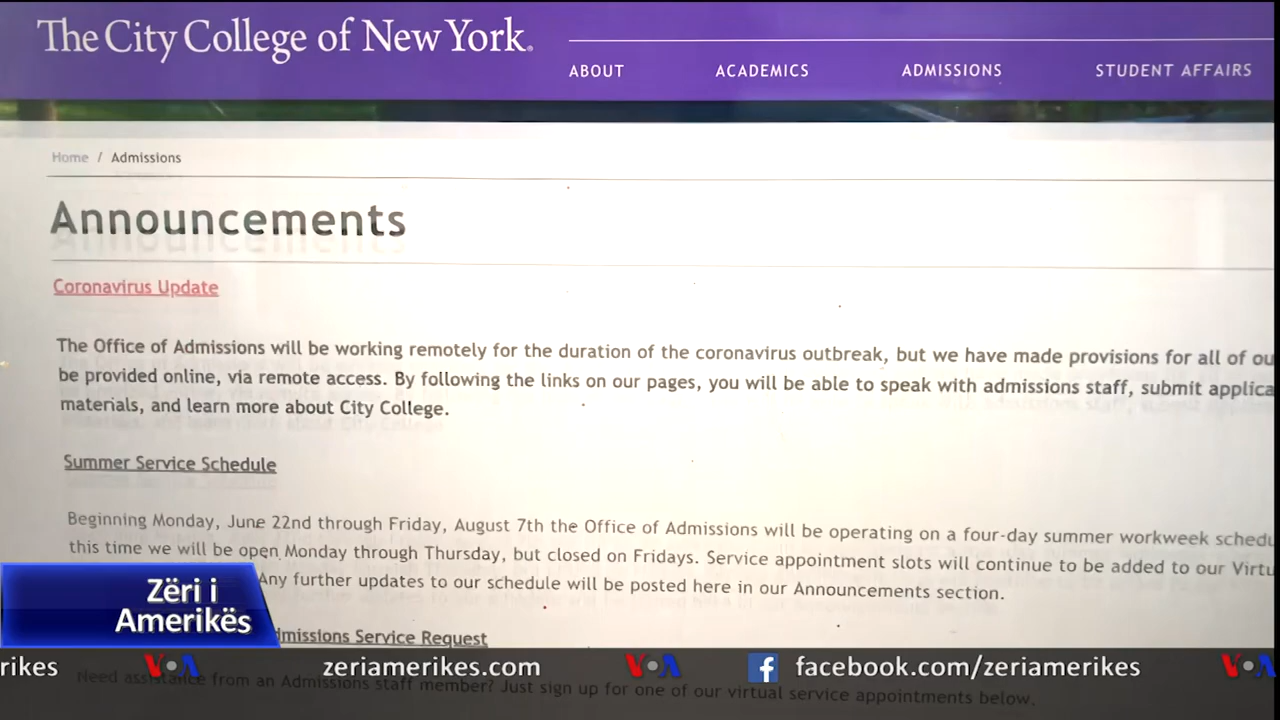 The City College of New York
ABOUT ACADEMICS ADMISSIONS STUDENT AFFAIRS
Home / Admissions
Announcements
Coronavirus Update
The Office of Admissions will be working remotely for the duration of the coronavirus outbreak, but we have made provisions for all of ou
be provided online, via remote access. By following the links on our pages, you will be able to speak with admissions staff, submit applica
materials, and learn more about City College.
Summer Service Schedule
Beginning Monday, June 22nd through Friday, August 7th the Office of Admissions will be operating on a four-day summer workweek schedu
this time we will be open Monday through Thursday, but closed on Fridays. Service appointment slots will continue to be added to our Virtu
Any further updates to our schedule will be posted here in our Announcements section.
Zëri i
Amerikës
dmissions Service Request
rikes VOA zeriamerikes.com VOA facebook.com/zeriamerikes VOA
Need assistance from an Admissions staff member? Just sign up for one of our virtual service appointments below.